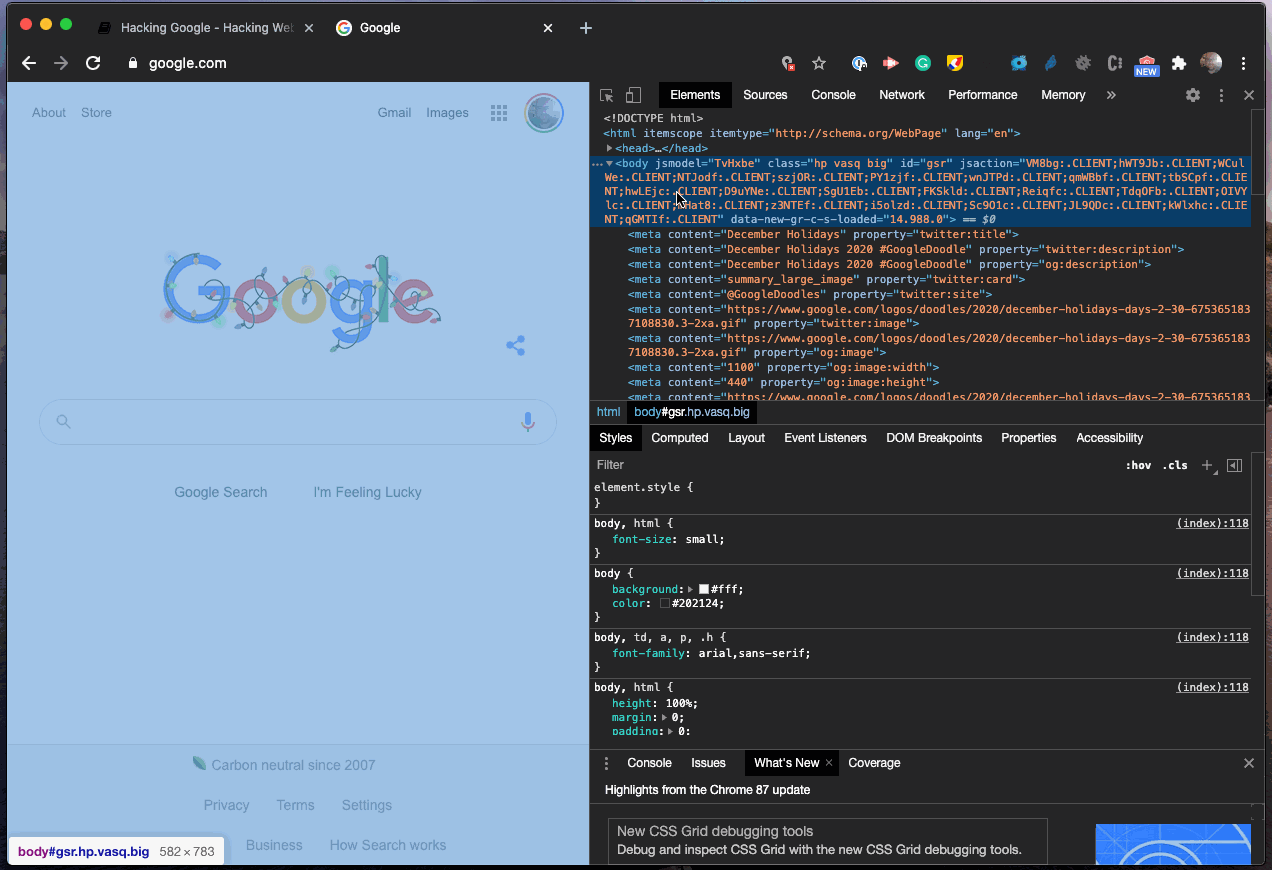 Hacking Google - Hacking Web
Google
google.com
NEW
About Store Gmail Images
Google
Google Search I'm Feeling Lucky
Carbon neutral since 2007
Privacy Terms Settings
Business How Search works
body#gsr.hp.vasq.big 582 × 783
Elements Sources Console Network Performance Memory »
<!DOCTYPE html>
<html itemscope itemtype="http://schema.org/WebPage" lang="en">
<head>…</head>
<body jsmodel="TvHxbe" class="hp vasq big" id="gsr" jsaction="VM8bg:.CLIENT;hWT9Jb:.CLIENT;WCul
We:.CLIENT;NTJodf:.CLIENT;szjOR:.CLIENT;PY1zjf:.CLIENT;wnJTPd:.CLIENT;qmWBbf:.CLIENT;tbSCpf:.CLIE
NT;hwLEjc:.CLIENT;D9uYNe:.CLIENT;SgU1Eb:.CLIENT;FKSkld:.CLIENT;Reiqfc:.CLIENT;TdqOFb:.CLIENT;OIVY
lc:.CLIENT; Hat8:.CLIENT;z3NTEf:.CLIENT;i5olzd:.CLIENT;Sc9O1c:.CLIENT;JL9QDc:.CLIENT;kWlxhc:.CLIE
NT;qGMTIf:.CLIENT" data-new-gr-c-s-loaded="14.988.0"> == $0
<meta content="December Holidays" property="twitter:title">
<meta content="December Holidays 2020 #GoogleDoodle" property="twitter:description">
<meta content="December Holidays 2020 #GoogleDoodle" property="og:description">
<meta content="summary_large_image" property="twitter:card">
<meta content="@GoogleDoodles" property="twitter:site">
<meta content="https://www.google.com/logos/doodles/2020/december-holidays-days-2-30-675365183
7108830.3-2xa.gif" property="twitter:image">
<meta content="https://www.google.com/logos/doodles/2020/december-holidays-days-2-30-675365183
7108830.3-2xa.gif" property="og:image">
<meta content="1100" property="og:image:width">
<meta content="440" property="og:image:height">
<meta content="https://www.google.com/logos/doodles/2020/december-holidays-days-2-30-675365183
html body#gsr.hp.vasq.big
Styles Computed Layout Event Listeners DOM Breakpoints Properties Accessibility
Filter :hov .cls +
element.style {
}
body, html { (index):118
font-size: small;
}
body { (index):118
background: #fff;
color: #202124;
}
body, td, a, p, .h { (index):118
font-family: arial,sans-serif;
}
body, html { (index):118
height: 100%;
margin: 0;
padding: 0;
Console Issues What's New × Coverage
Highlights from the Chrome 87 update
New CSS Grid debugging tools
Debug and inspect CSS Grid with the new CSS Grid debugging tools.